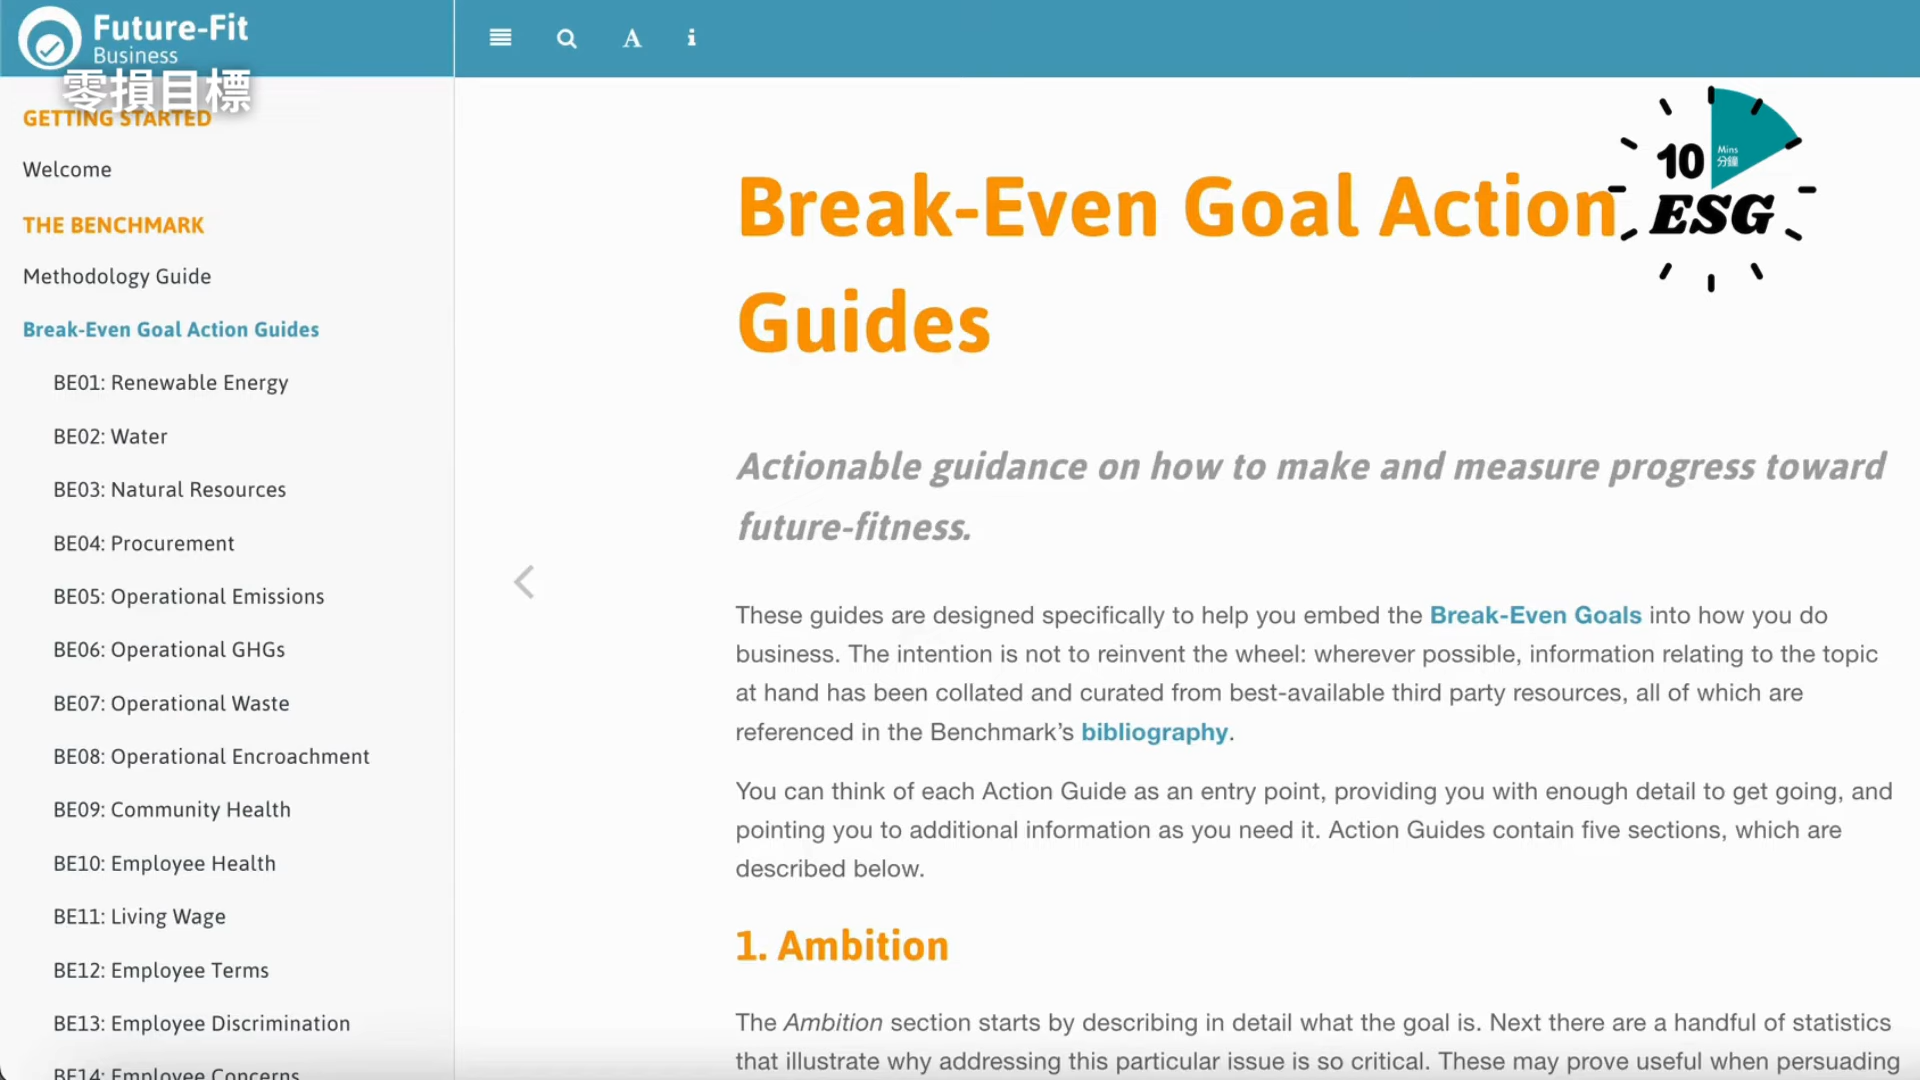 Future-Fit
Business
零損目標
GETTING STARTED
Welcome
THE BENCHMARK
Methodology Guide
Break-Even Goal Action Guides
BE01: Renewable Energy
BE02: Water
BE03: Natural Resources
BE04: Procurement
BE05: Operational Emissions
BE06: Operational GHGs
BE07: Operational Waste
BE08: Operational Encroachment
BE09: Community Health
BE10: Employee Health
BE11: Living Wage
BE12: Employee Terms
BE13: Employee Discrimination
BE14: Employee Concerns
10
Mins
分鐘
ESG
Break-Even Goal Action
Guides
Actionable guidance on how to make and measure progress toward
future-fitness.
These guides are designed specifically to help you embed the Break-Even Goals into how you do
business. The intention is not to reinvent the wheel: wherever possible, information relating to the topic
at hand has been collated and curated from best-available third party resources, all of which are
referenced in the Benchmark’s bibliography.
You can think of each Action Guide as an entry point, providing you with enough detail to get going, and
pointing you to additional information as you need it. Action Guides contain five sections, which are
described below.
1. Ambition
The Ambition section starts by describing in detail what the goal is. Next there are a handful of statistics
that illustrate why addressing this particular issue is so critical. These may prove useful when persuading